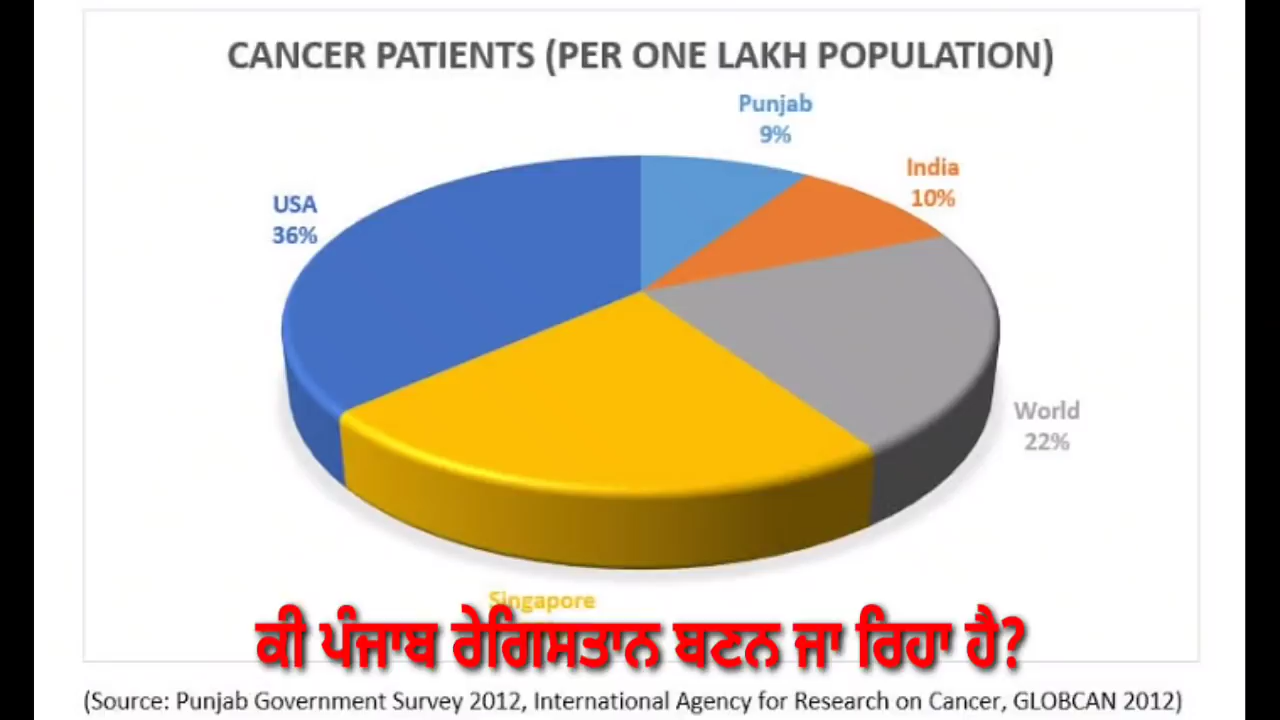 CANCER PATIENTS (PER ONE LAKH POPULATION)
Punjab
9%
India
10%
USA
36%
World
22%
Singapore
ਕੀ ਪੰਜਾਬ ਰੇਗਿਸਤਾਨ ਬਣਨ ਜਾ ਰਿਹਾ ਹੈ?
(Source: Punjab Government Survey 2012, International Agency for Research on Cancer, GLOBCAN 2012)